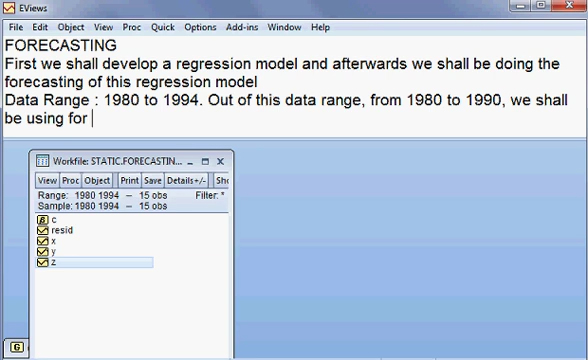 EViews
File Edit Object View Proc Quick Options Add-ins Window Help
FORECASTING
First we shall develop a regression model and afterwards we shall be doing the
forecasting of this regression model
Data Range : 1980 to 1994. Out of this data range, from 1980 to 1990, we shall
be using for
Workfile: STATIC.FORECASTIN...
View Proc Object Print Save Details+/- Sho
Range: 1980 1994 – 15 obs Filter: *
Sample: 1980 1994 – 15 obs
B c
resid
x
y
z
G